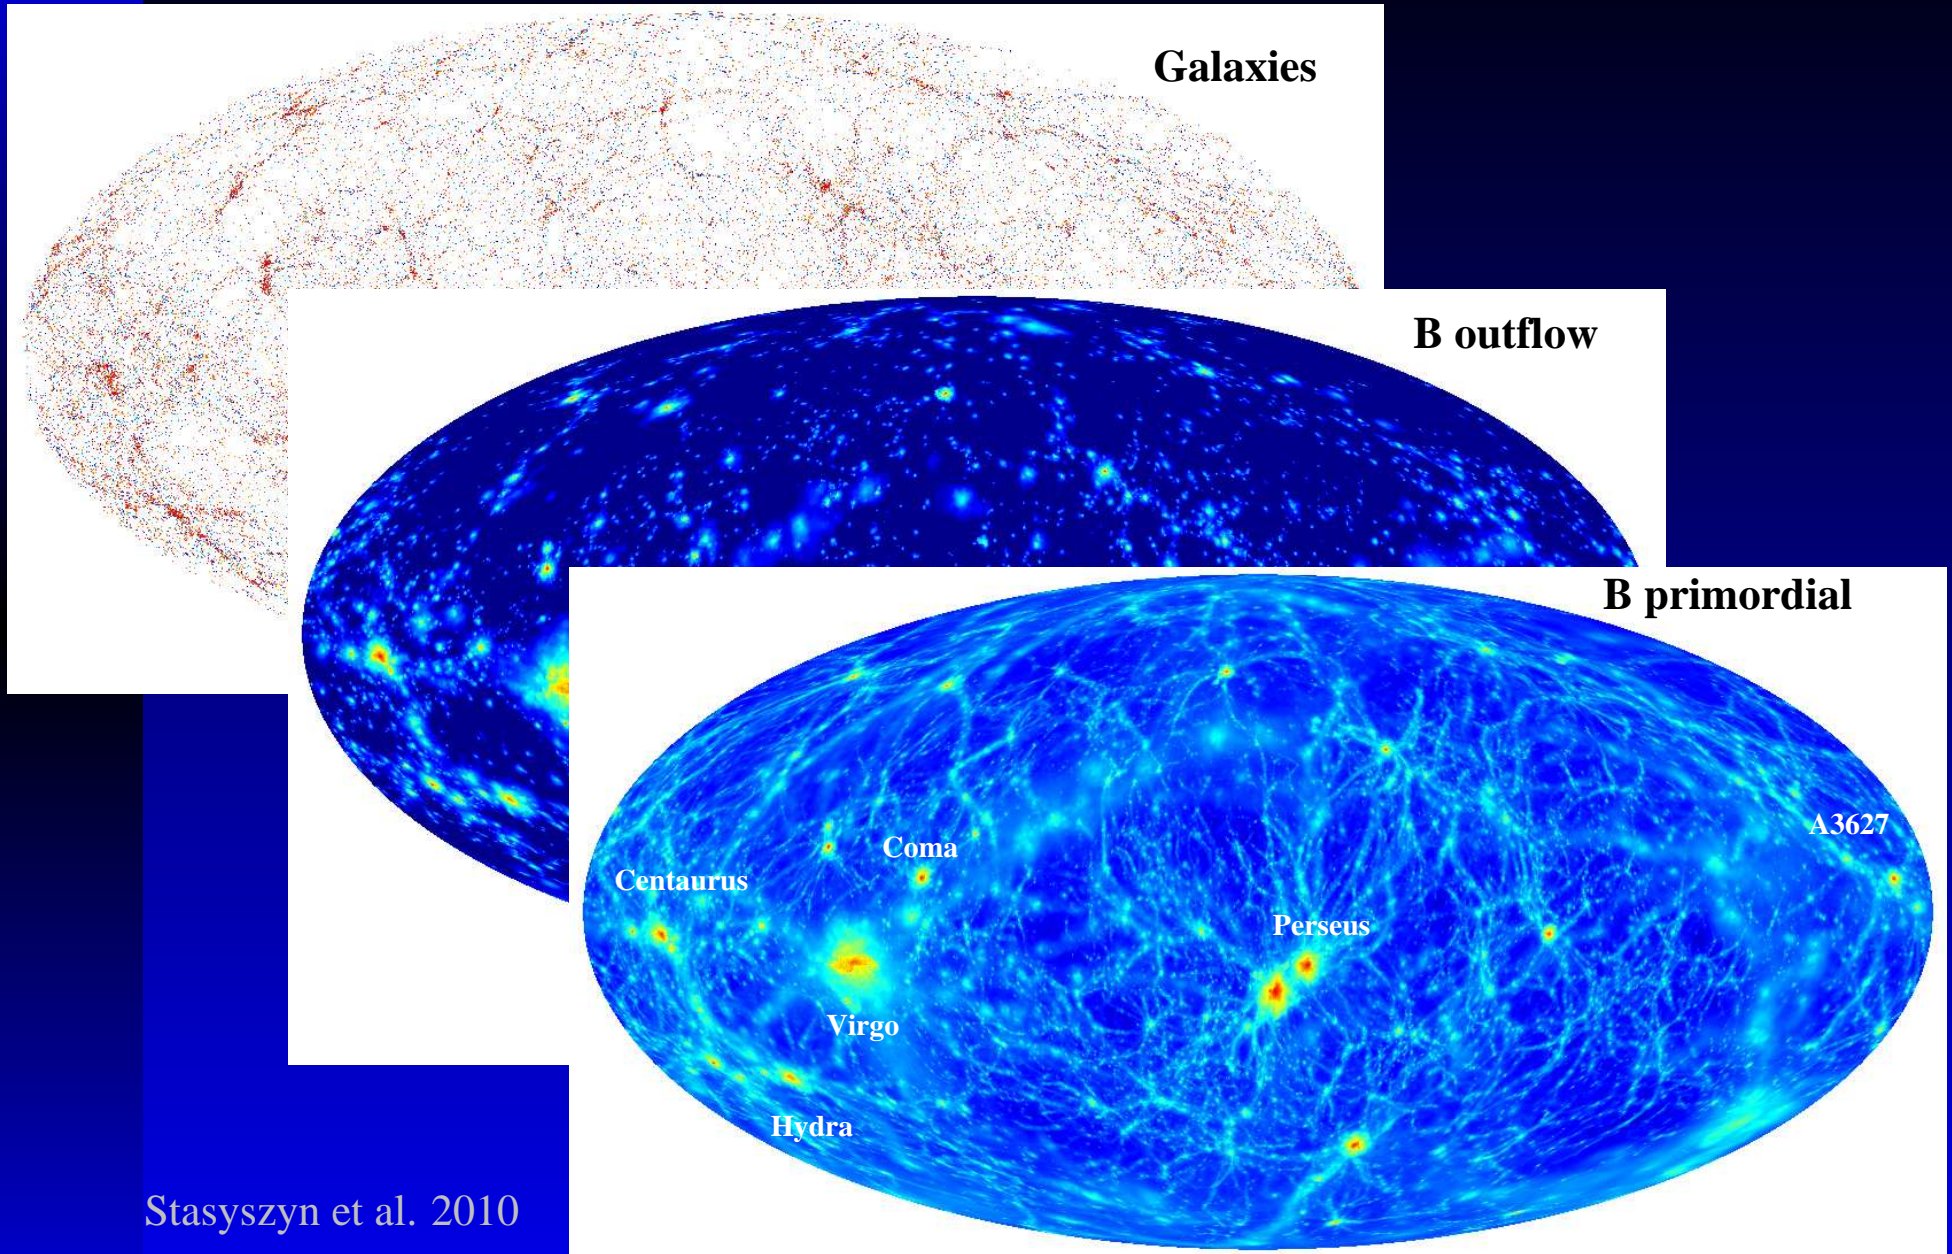 Galaxies
B outflow
B primordial
A3627
Coma
Centaurus
Perseus
Virgo
Hydra
Stasyszyn et al. 2010